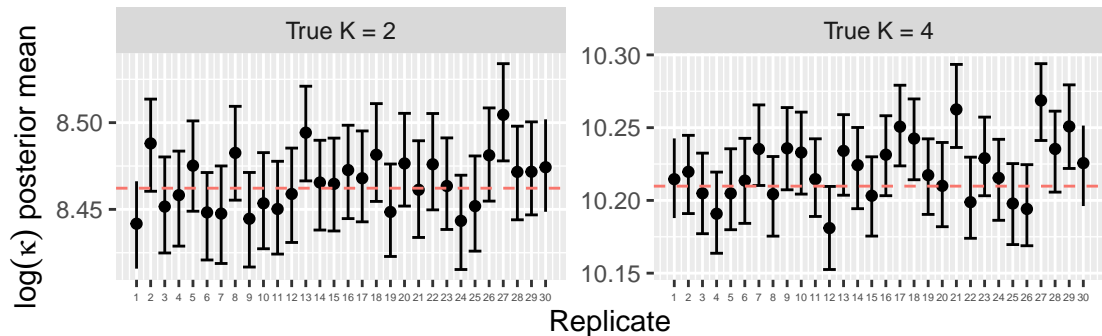 True K = 2
True K = 4
log(κ) posterior mean
8.50
8.45
10.30
10.25
10.20
10.15
1 2 3 4 5 6 7 8 9 10 11 12 13 14 15 16 17 18 19 20 21 22 23 24 25 26 27 28 29 30
1 2 3 4 5 6 7 8 9 10 11 12 13 14 15 16 17 18 19 20 21 22 23 24 25 26 27 28 29 30
Replicate